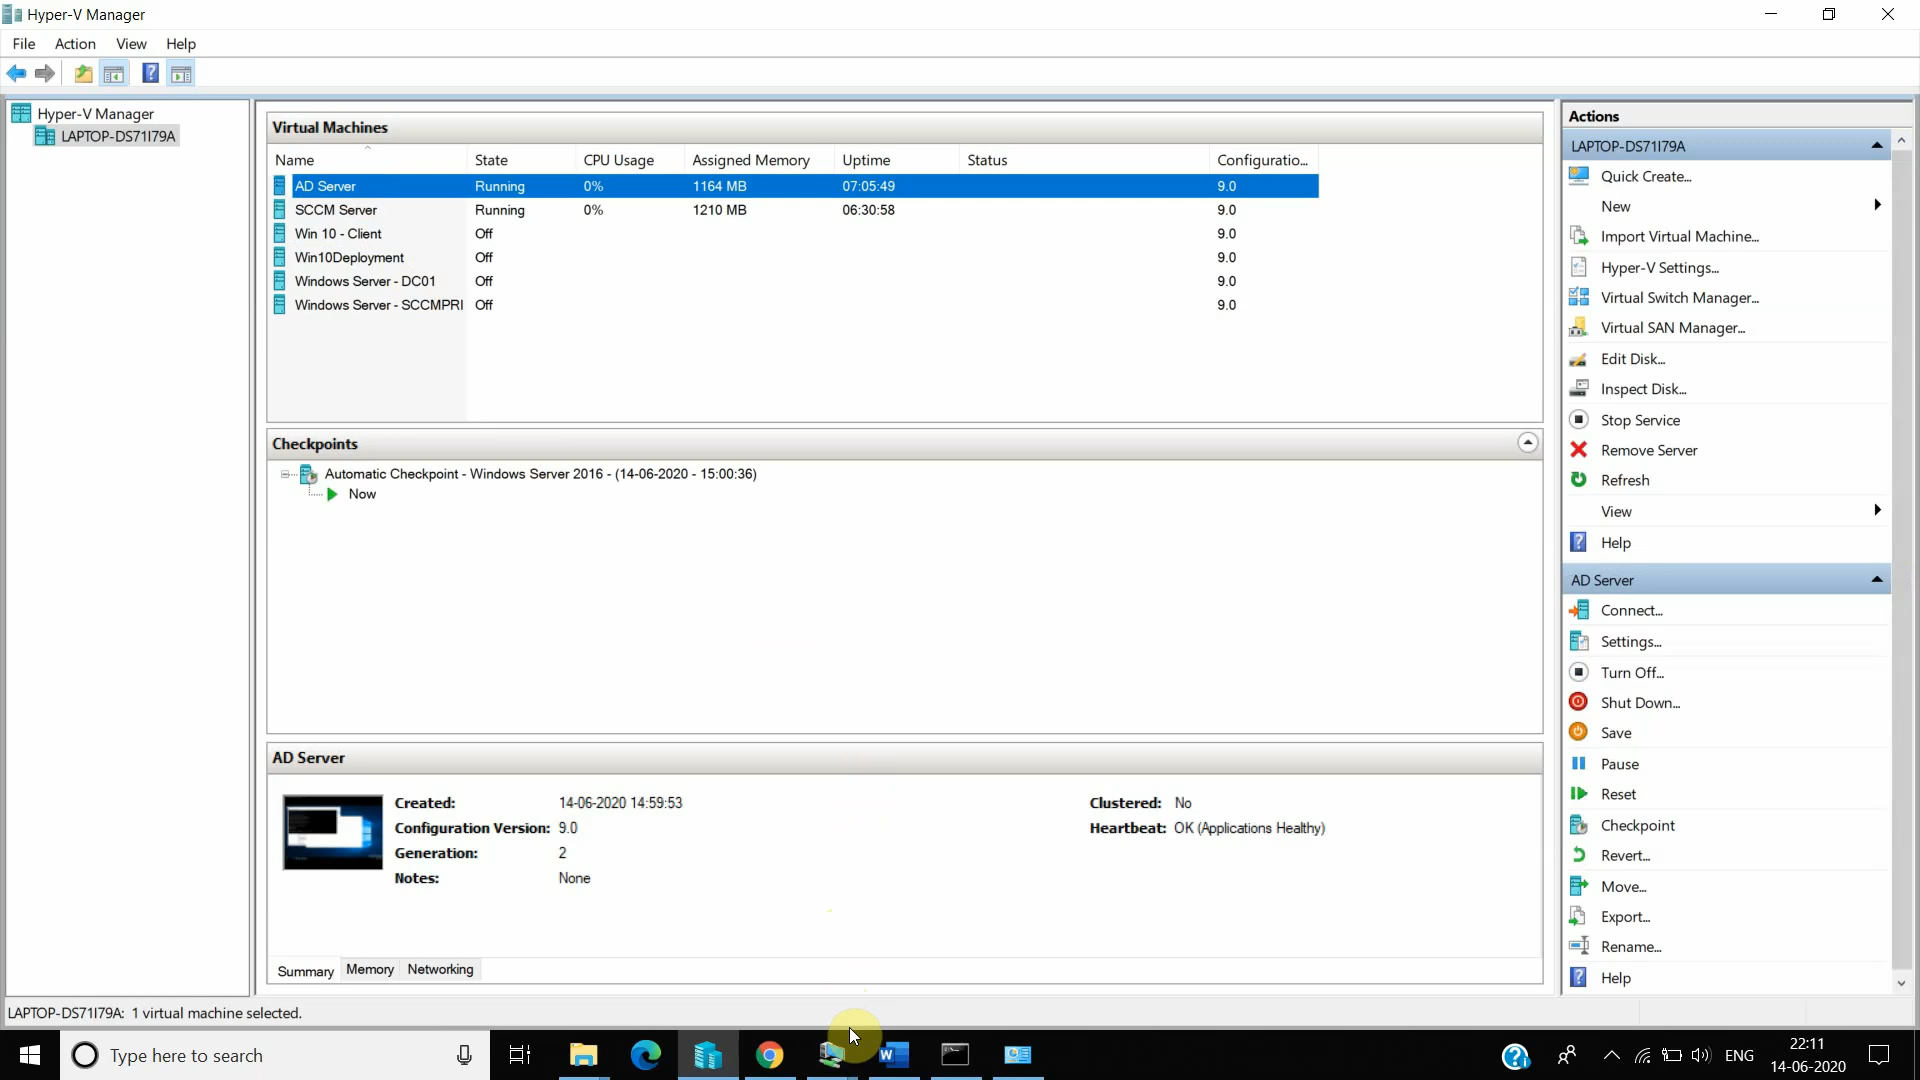 Hyper-V Manager
File Action View Help
Hyper-V Manager
LAPTOP-DS71I79A
Virtual Machines
Name State CPU Usage Assigned Memory Uptime Status Configuratio...
AD Server Running 0% 1164 MB 07:05:49 9.0
SCCM Server Running 0% 1210 MB 06:30:58 9.0
Win 10 - Client Off 9.0
Win10Deployment Off 9.0
Windows Server - DC01 Off 9.0
Windows Server - SCCMPRI Off 9.0
Checkpoints
Automatic Checkpoint - Windows Server 2016 - (14-06-2020 - 15:00:36)
Now
AD Server
Created: 14-06-2020 14:59:53 Clustered: No
Configuration Version: 9.0 Heartbeat: OK (Applications Healthy)
Generation: 2
Notes: None
Summary Memory Networking
Actions
LAPTOP-DS71I79A
Quick Create...
New
Import Virtual Machine...
Hyper-V Settings...
Virtual Switch Manager...
Virtual SAN Manager...
Edit Disk...
Inspect Disk...
Stop Service
Remove Server
Refresh
View
Help
AD Server
Connect...
Settings...
Turn Off...
Shut Down...
Save
Pause
Reset
Checkpoint
Revert...
Move...
Export...
Rename...
Help
LAPTOP-DS71I79A: 1 virtual machine selected.
Type here to search
ENG
22:11
14-06-2020